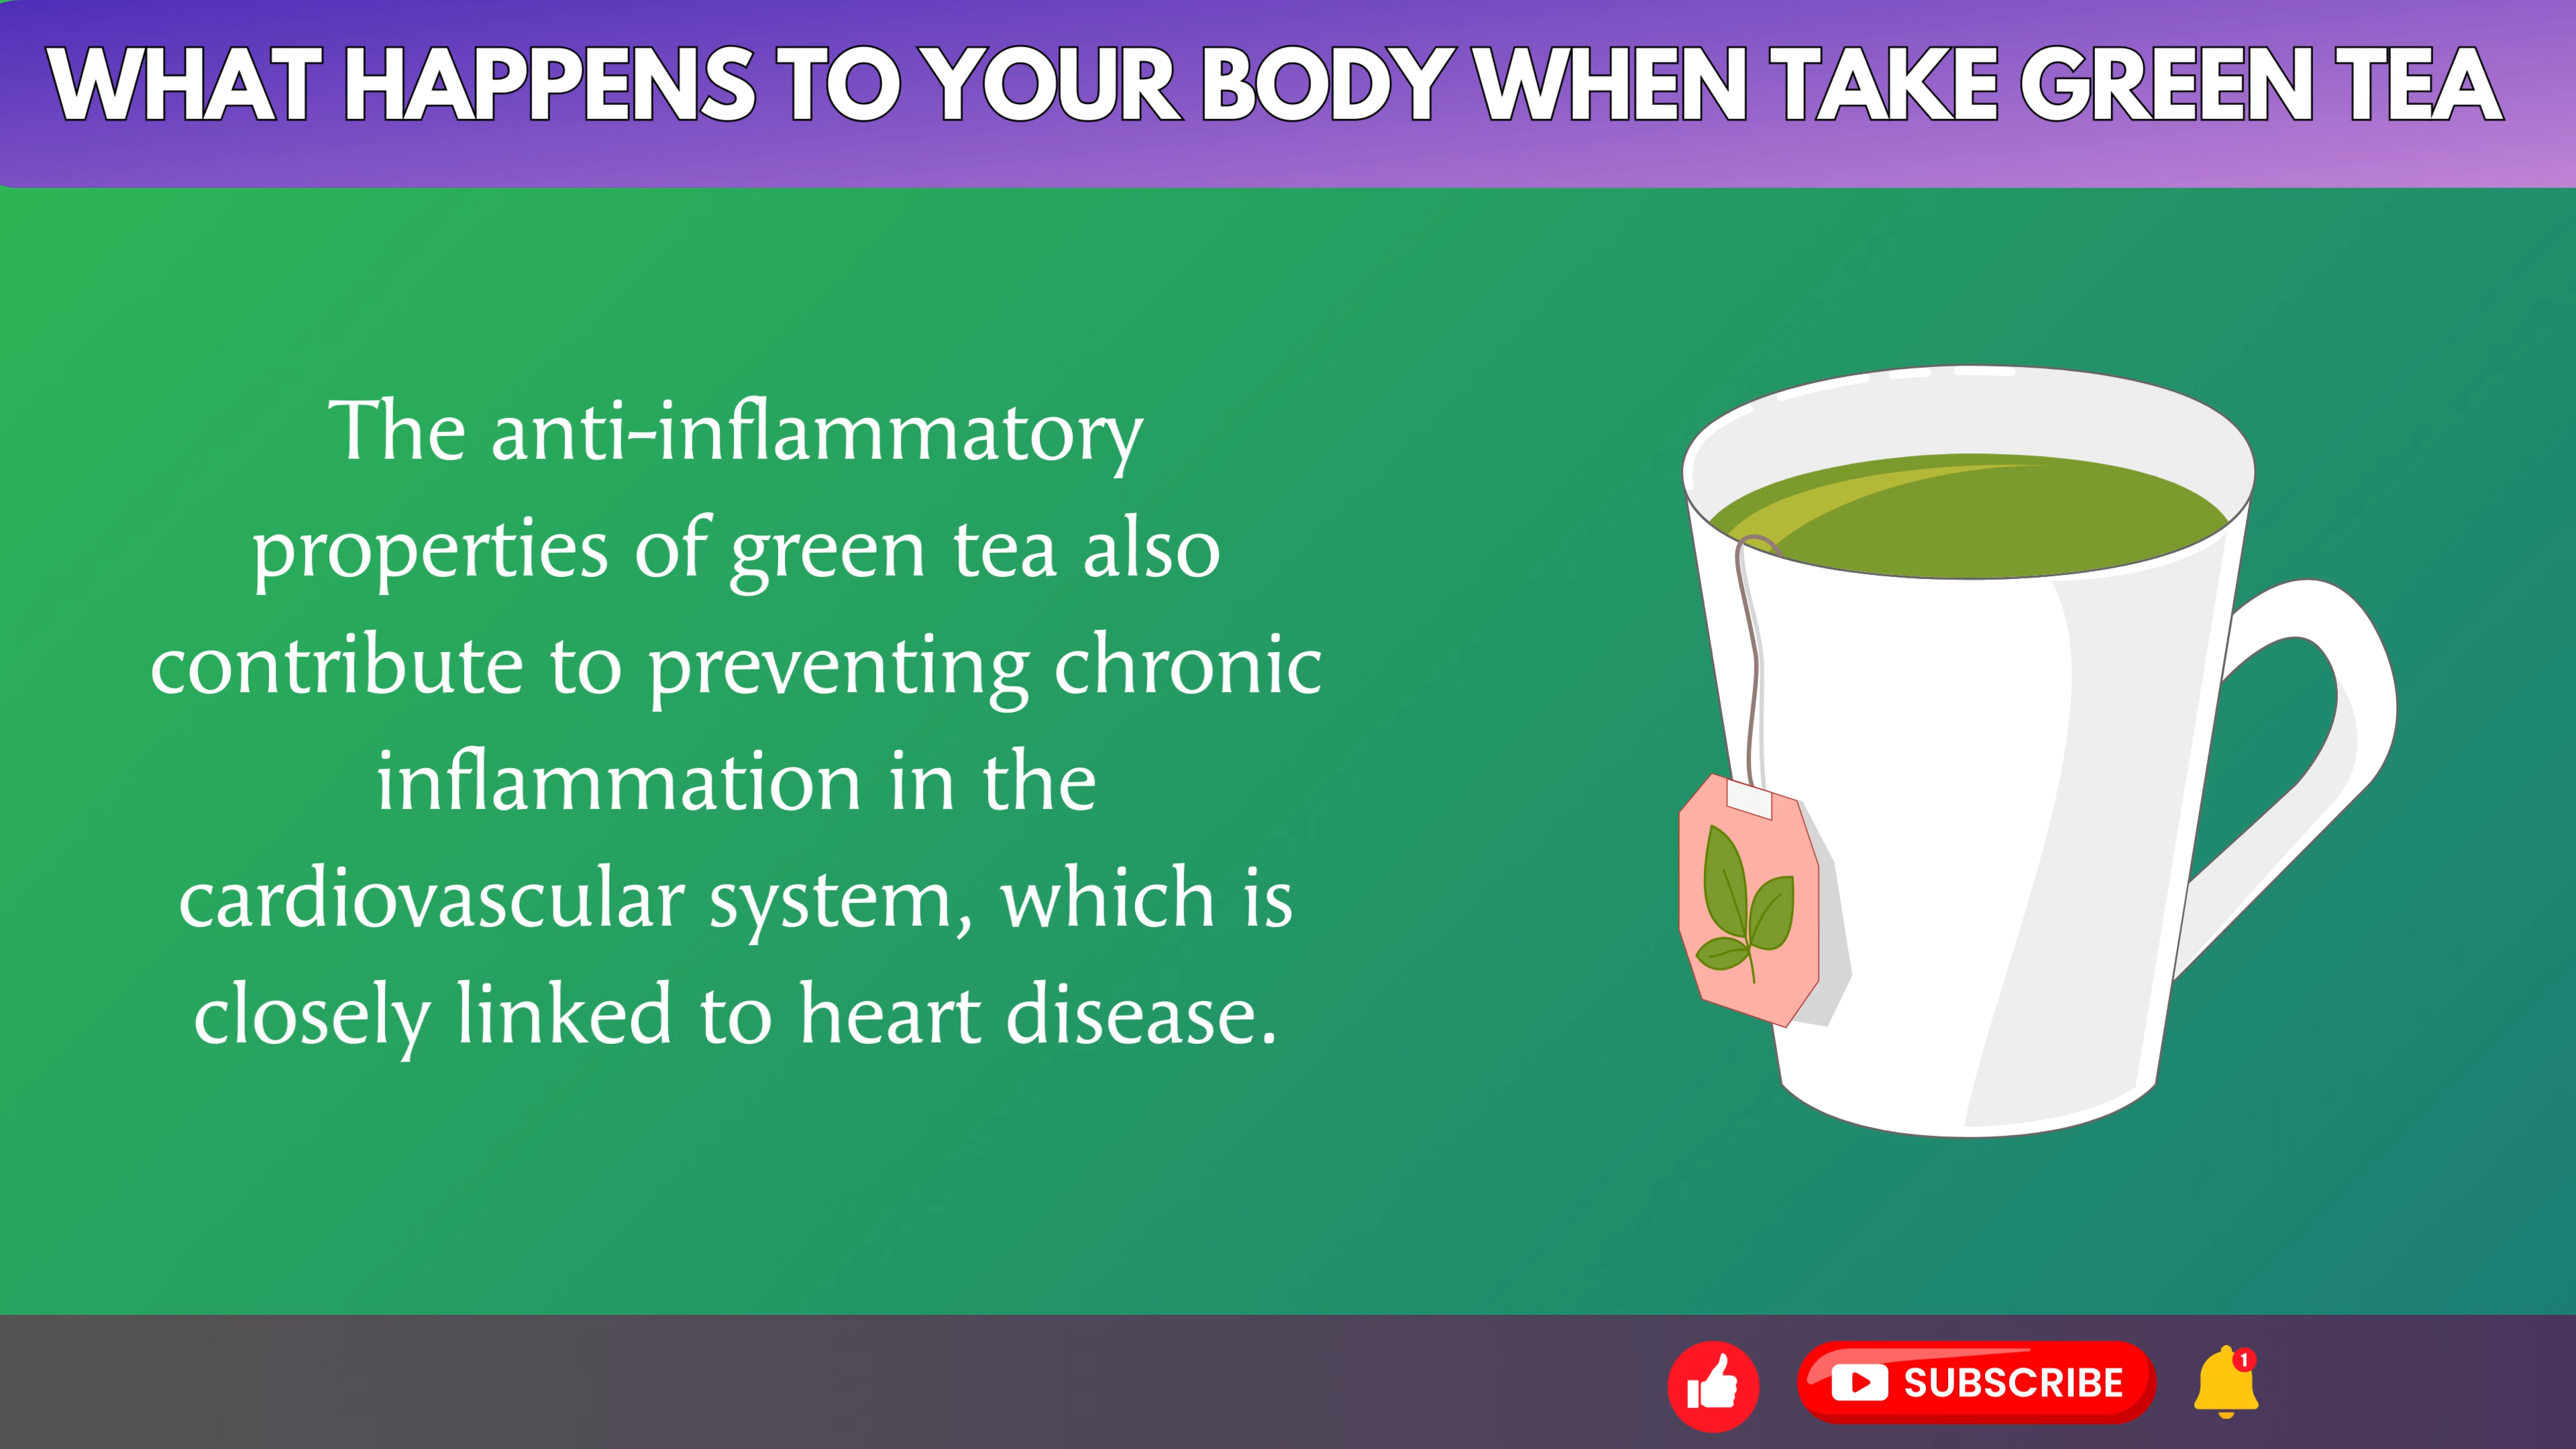 WHAT HAPPENS TO YOUR BODY WHEN TAKE GREEN TEA
The anti-inflammatory
properties of green tea also
contribute to preventing chronic
inflammation in the
cardiovascular system, which is
closely linked to heart disease.
SUBSCRIBE
1